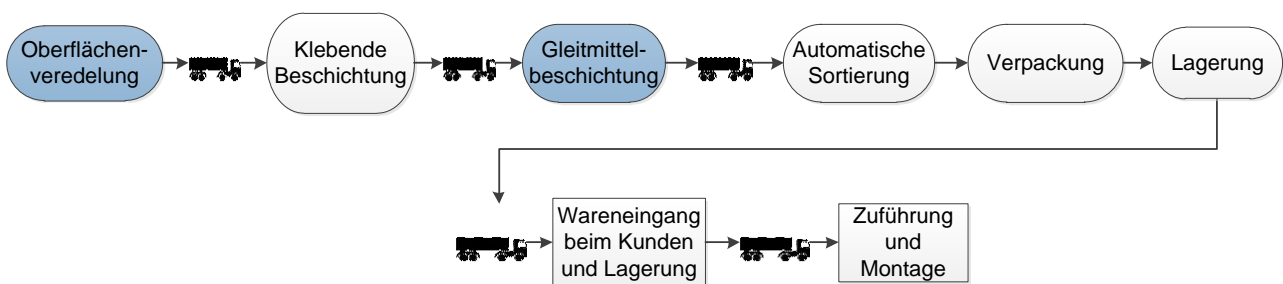 Oberflächen-
veredelung
Klebende
Beschichtung
Gleitmittel-
beschichtung
Automatische
Sortierung
Verpackung
Lagerung
Wareneingang
beim Kunden
und Lagerung
Zuführung
und
Montage